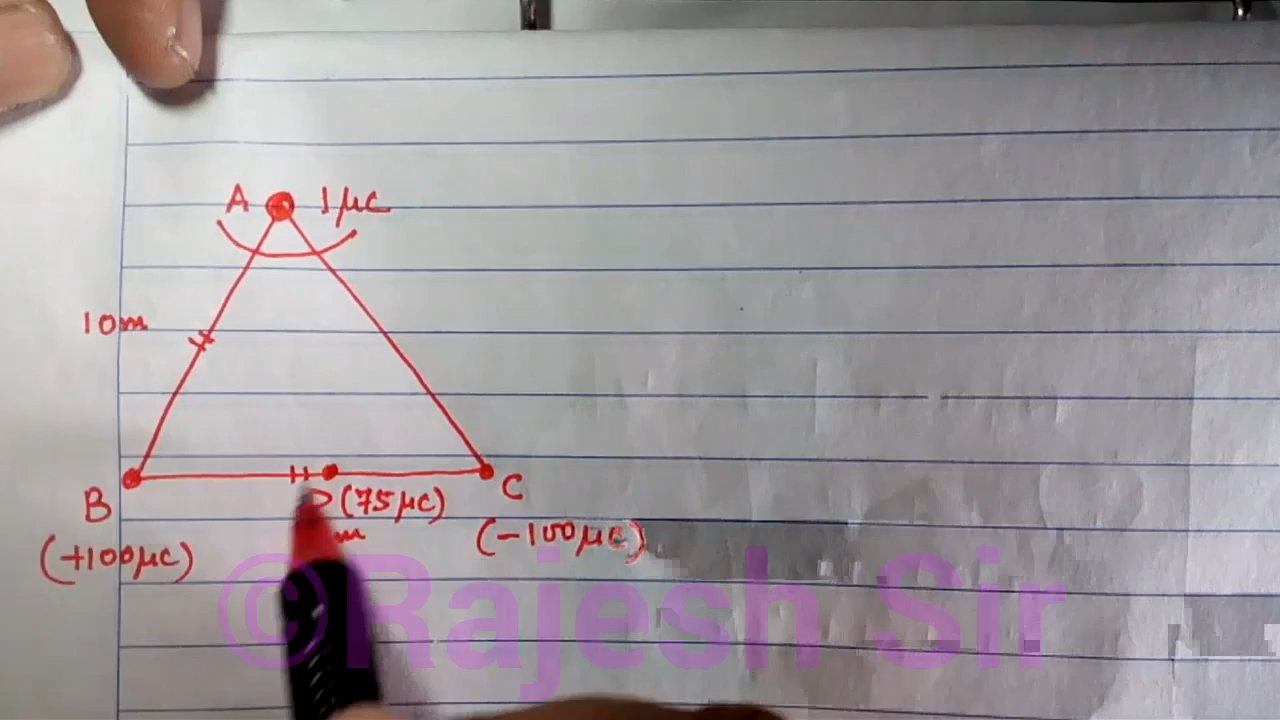 A 1μc
10m
B
D (75μc)
m
C
(+100μc)
(-100μc)
©Rajesh Sir